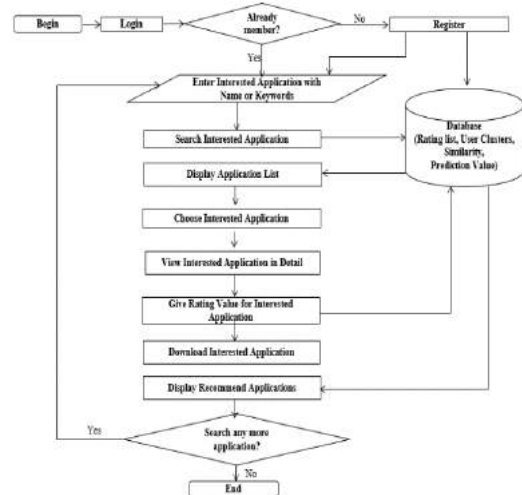 Begin
Login
Already
member?
No
Register
Yes
Enter Interested Application with
Name or Keywords
Database
(Rating list, User Clusters,
Similarity,
Prediction Value)
Search Interested Application
Display Application List
Choose Interested Application
View Interested Application in Detail
Give Rating Value for Interested
Application
Download Interested Application
Display Recommend Applications
Yes
Search any more
application?
No
End